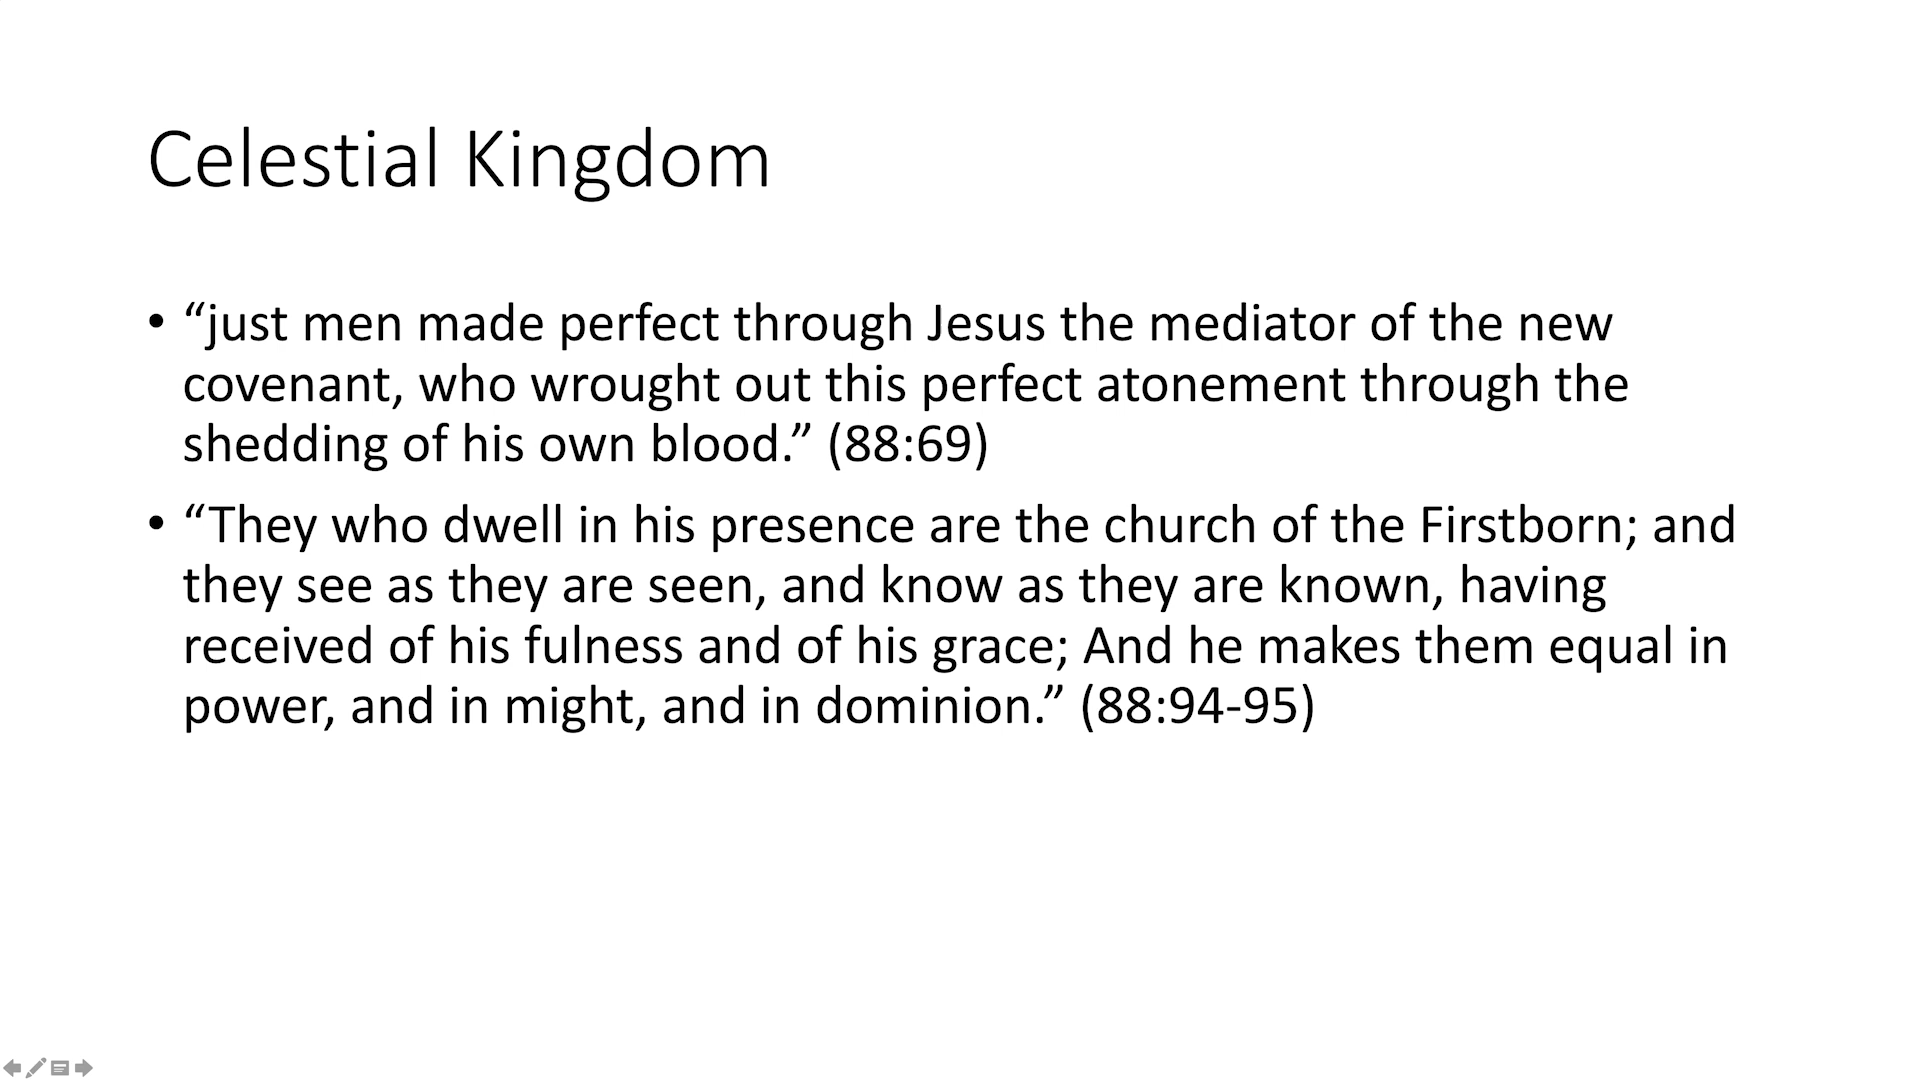 Celestial Kingdom
• “just men made perfect through Jesus the mediator of the new
covenant, who wrought out this perfect atonement through the
shedding of his own blood.” (88:69)
• “They who dwell in his presence are the church of the Firstborn; and
they see as they are seen, and know as they are known, having
received of his fulness and of his grace; And he makes them equal in
power, and in might, and in dominion.” (88:94-95)